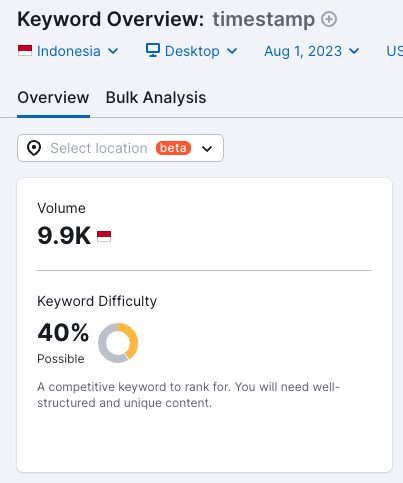 Keyword Overview: timestamp
Indonesia Desktop Aug 1, 2023 US
Overview Bulk Analysis
Select location beta
Volume
9.9K
Keyword Difficulty
40%
Possible
A competitive keyword to rank for. You will need well-
structured and unique content.